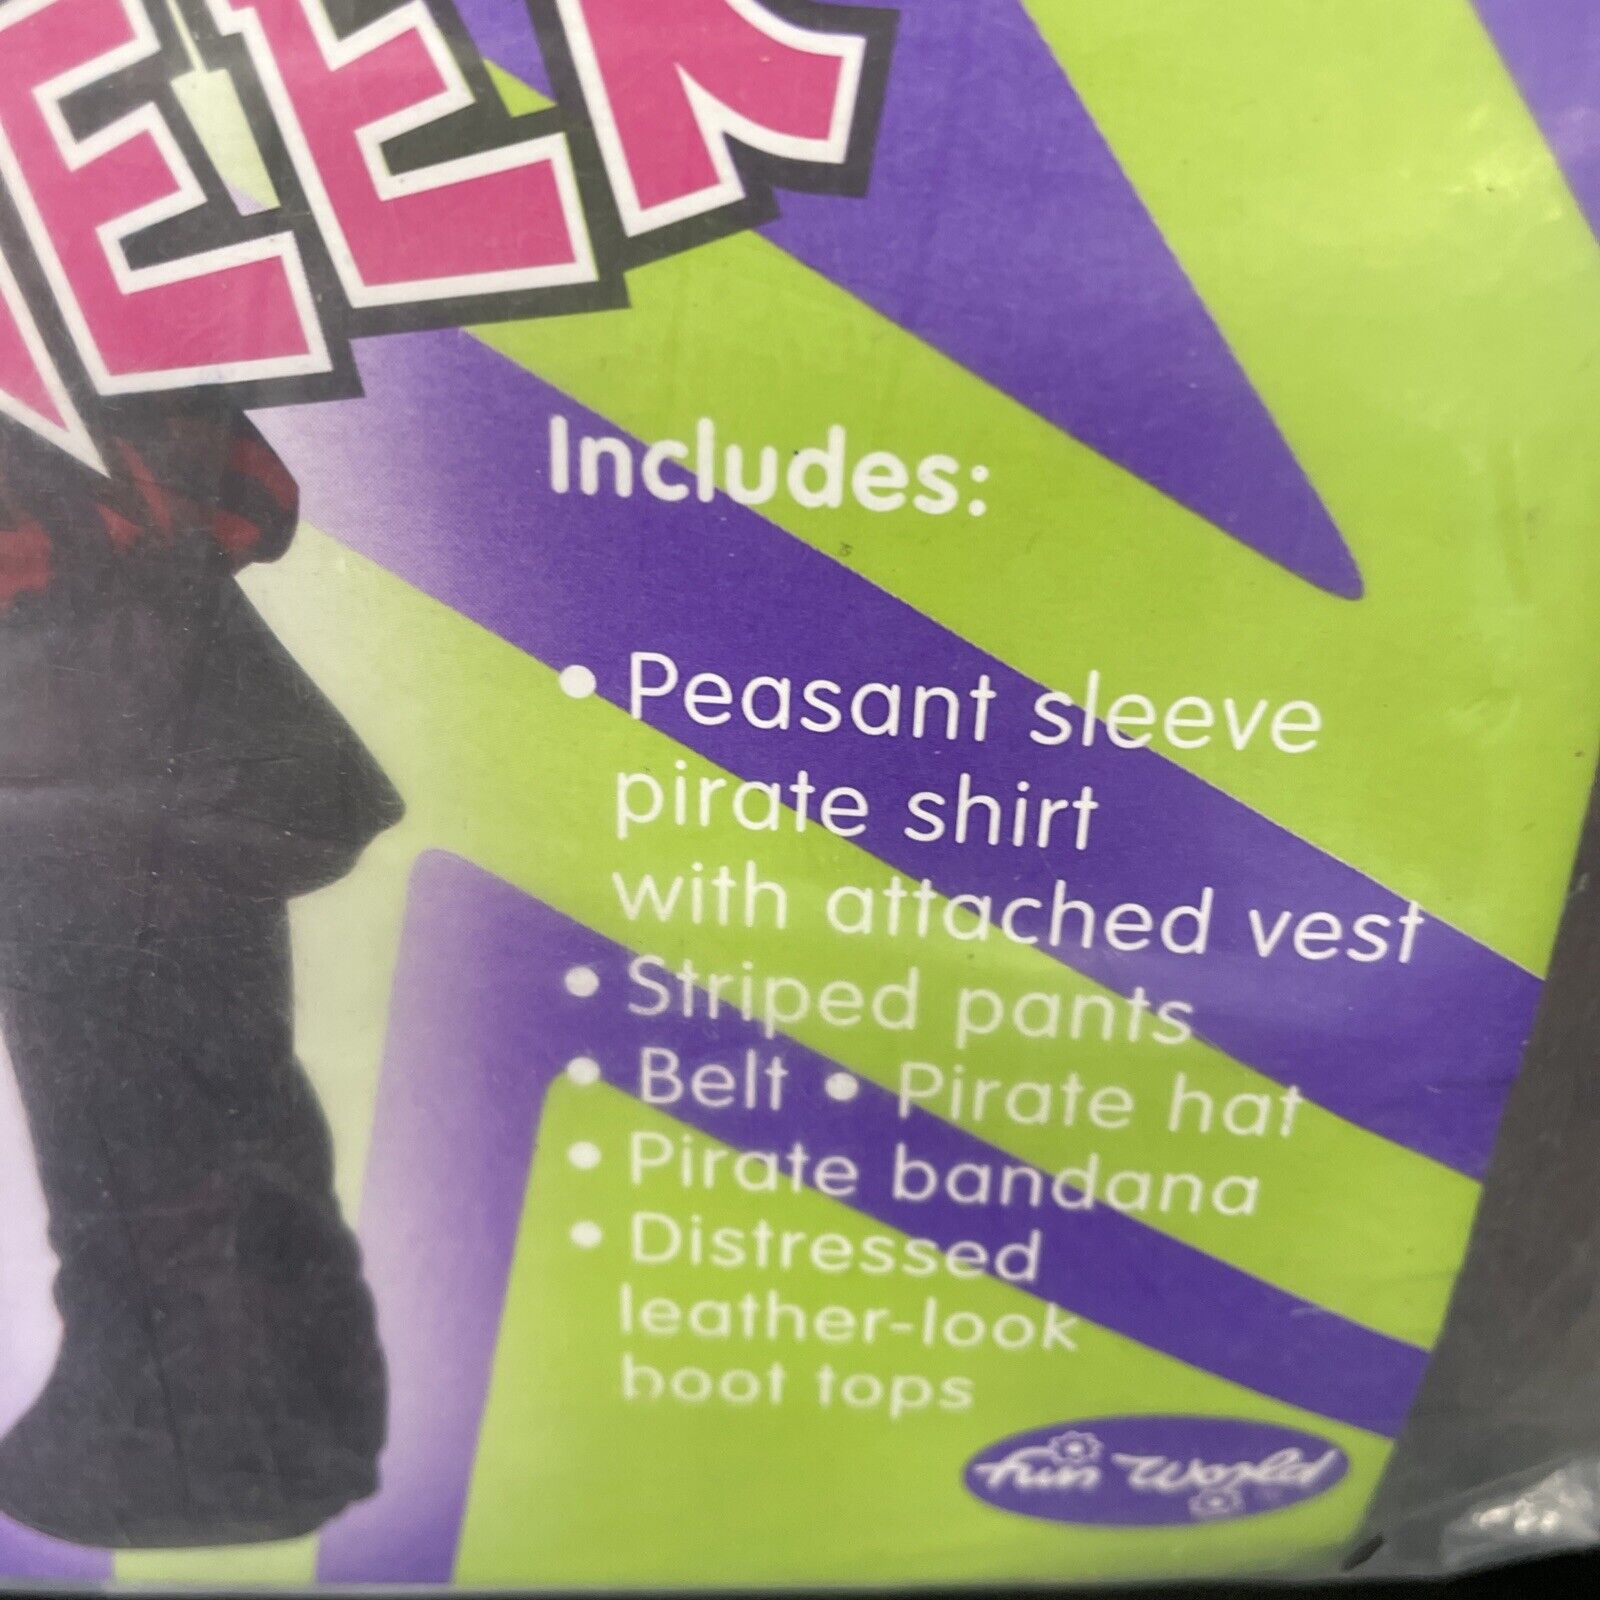 EER
Includes:
• Peasant sleeve
pirate shirt
with attached vest
• Striped pants
• Belt • Pirate hat
• Pirate bandana
• Distressed
leather-look
boot tops
fun world